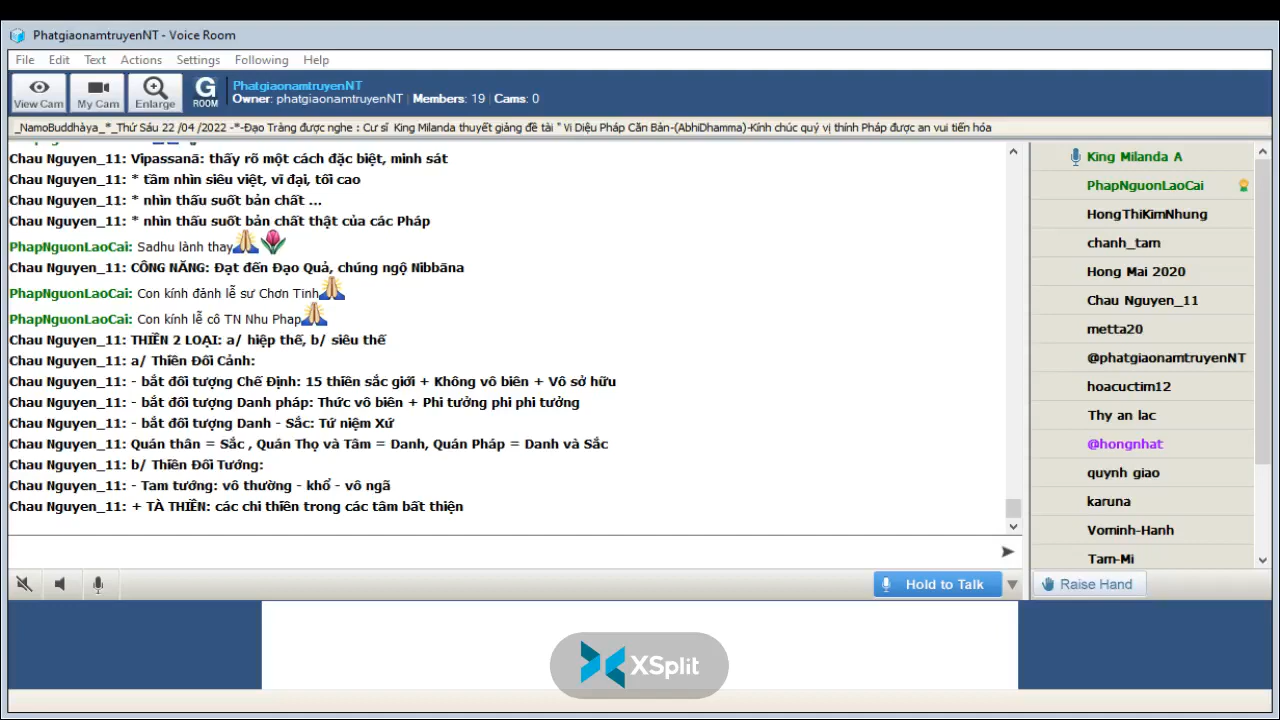 PhatgiaonamtruyenNT - Voice Room
File Edit Text Actions Settings Following Help
View Cam
My Cam
Enlarge
G ROOM
PhatgiaonamtruyenNT
Owner: phatgiaonamtruyenNT | Members: 19 | Cams: 0
_NamoBuddhàya_*_Thứ Sáu 22 /04 /2022 -*-Đạo Tràng được nghe : Cư sĩ King Milanda thuyết giảng đề tài " Vi Diệu Pháp Căn Bản-(AbhiDhamma)-Kính chúc quý vị thính Pháp được an vui tiến hóa
Chau Nguyen_11: Vipassanā: thấy rõ một cách đặc biệt, minh sát
Chau Nguyen_11: * tầm nhìn siêu việt, vĩ đại, tối cao
Chau Nguyen_11: * nhìn thấu suốt bản chất ...
Chau Nguyen_11: * nhìn thấu suốt bản chất thật của các Pháp
PhapNguonLaoCai: Sadhu lành thay
Chau Nguyen_11: CÔNG NĂNG: Đạt đến Đạo Quả, chúng ngộ Nibbāna
PhapNguonLaoCai: Con kính đảnh lễ sư Chơn Tinh
PhapNguonLaoCai: Con kính lễ cô TN Nhu Phap
Chau Nguyen_11: THIỀN 2 LOẠI: a/ hiệp thế, b/ siêu thế
Chau Nguyen_11: a/ Thiền Đối Cảnh:
Chau Nguyen_11: - bắt đối tượng Chế Định: 15 thiền sắc giới + Không vô biên + Vô sở hữu
Chau Nguyen_11: - bắt đối tượng Danh pháp: Thức vô biên + Phi tưởng phi phi tưởng
Chau Nguyen_11: - bắt đối tượng Danh - Sắc: Tứ niệm Xứ
Chau Nguyen_11: Quán thân = Sắc , Quán Thọ và Tâm = Danh, Quán Pháp = Danh và Sắc
Chau Nguyen_11: b/ Thiền Đối Tướng:
Chau Nguyen_11: - Tam tướng: vô thường - khổ - vô ngã
Chau Nguyen_11: + TÀ THIỀN: các chi thiền trong các tâm bất thiện
King Milanda A
PhapNguonLaoCai
HongThiKimNhung
chanh_tam
Hong Mai 2020
Chau Nguyen_11
metta20
@phatgiaonamtruyenNT
hoacuctim12
Thy an lac
@hongnhat
quynh giao
karuna
Vominh-Hanh
Tam-Mi
Hold to Talk
Raise Hand
XSplit